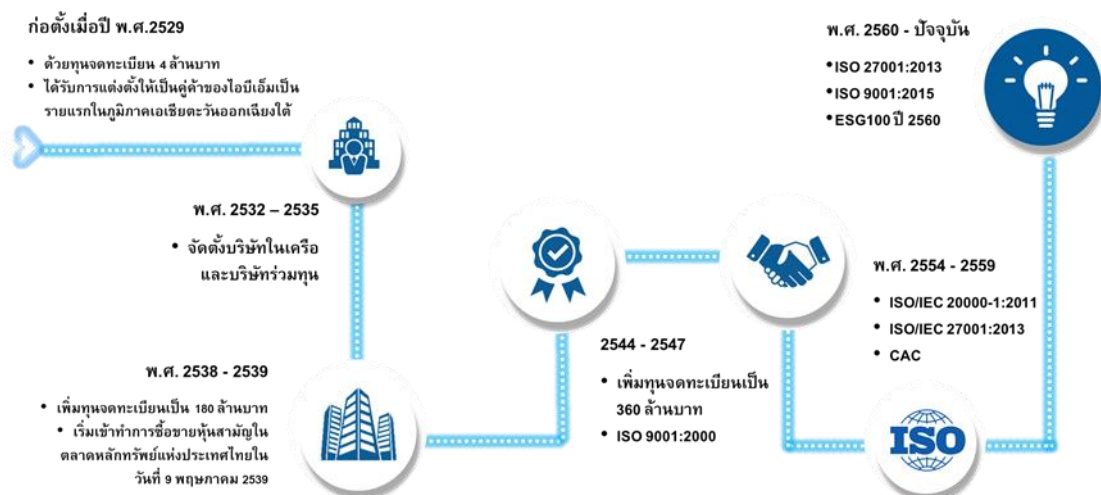 ก่อตั้งเมื่อปี พ.ศ.2529
• ด้วยทุนจดทะเบียน 4 ล้านบาท
• ได้รับการแต่งตั้งให้เป็นคู่ค้าของไอบีเอ็มเป็น
รายแรกในภูมิภาคเอเชียตะวันออกเฉียงใต้
พ.ศ. 2532 – 2535
• จัดตั้งบริษัทในเครือ
และบริษัทร่วมทุน
พ.ศ. 2538 - 2539
• เพิ่มทุนจดทะเบียนเป็น 180 ล้านบาท
• เริ่มเข้าทำการซื้อขายหุ้นสามัญใน
ตลาดหลักทรัพย์แห่งประเทศไทยใน
วันที่ 9 พฤษภาคม 2539
2544 - 2547
• เพิ่มทุนจดทะเบียนเป็น
360 ล้านบาท
• ISO 9001:2000
พ.ศ. 2554 - 2559
• ISO/IEC 20000-1:2011
• ISO/IEC 27001:2013
• CAC
ISO
พ.ศ. 2560 - ปัจจุบัน
• ISO 27001:2013
• ISO 9001:2015
• ESG100 ปี 2560